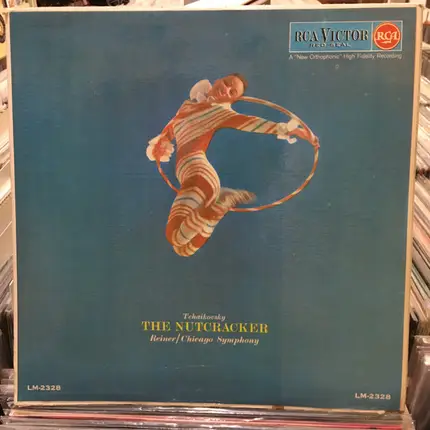 RCA VICTOR
RCA
RED SEAL
A "New Orthophonic" High Fidelity Recording
Tchaikovsky
THE NUTCRACKER
Reiner/Chicago Symphony
LM-2328
LM-2328